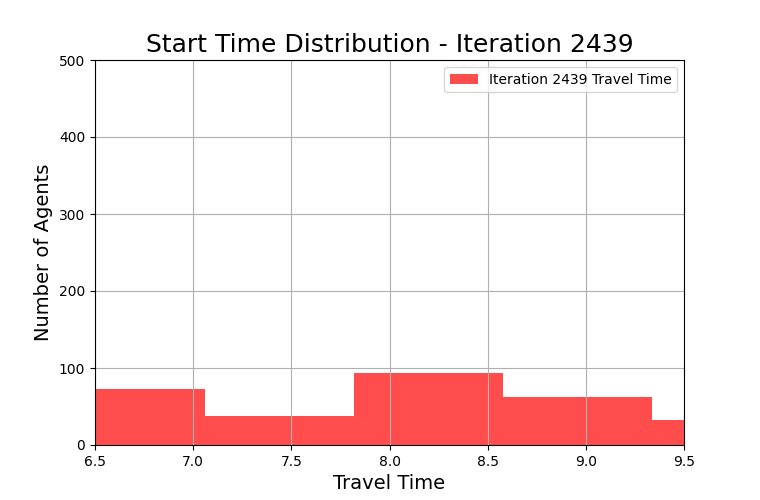 Start Time Distribution - Iteration 2439
Iteration 2439 Travel Time
Number of Agents
500
400
300
200
100
0
6.5 7.0 7.5 8.0 8.5 9.0 9.5
Travel Time